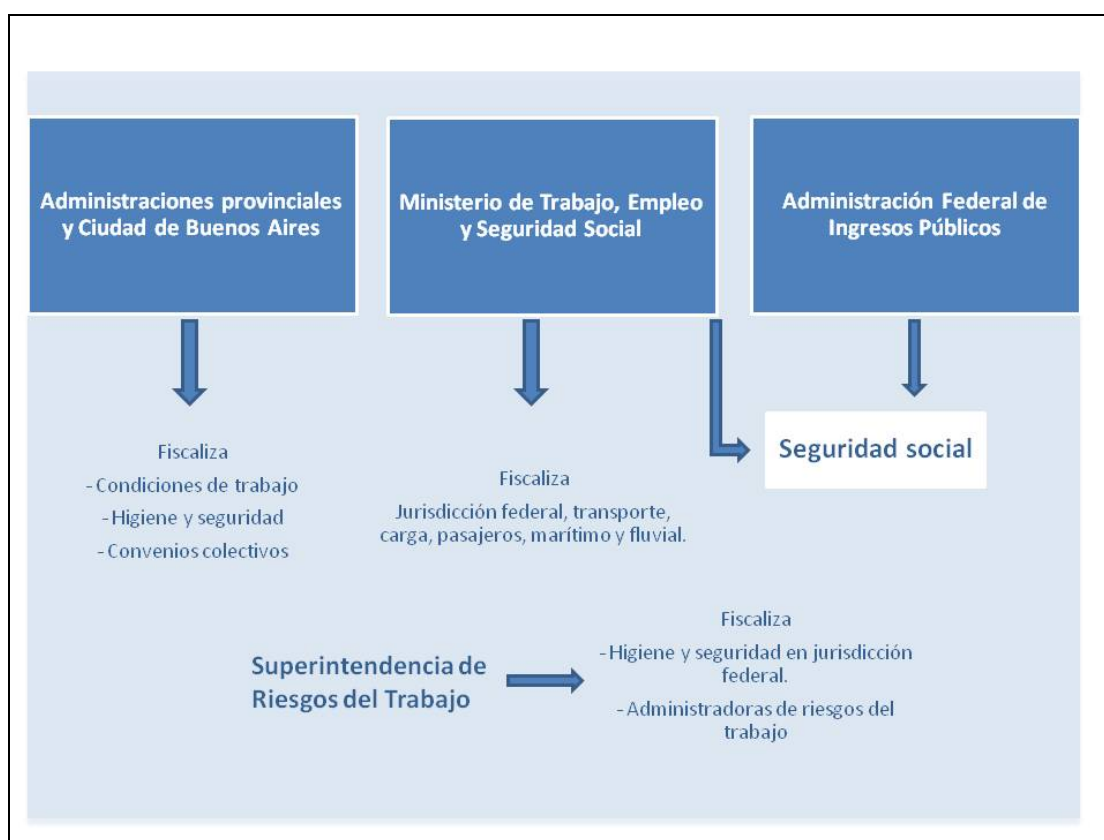 Administraciones provinciales
y Ciudad de Buenos Aires
Ministerio de Trabajo, Empleo
y Seguridad Social
Administración Federal de
Ingresos Públicos
Fiscaliza
-Condiciones de trabajo
-Higiene y seguridad
-Convenios colectivos
Fiscaliza
Jurisdicción federal, transporte,
carga, pasajeros, marítimo y fluvial.
Seguridad social
Superintendencia de
Riesgos del Trabajo
Fiscaliza
-Higiene y seguridad en jurisdicción
federal.
-Administradoras de riesgos del
trabajo